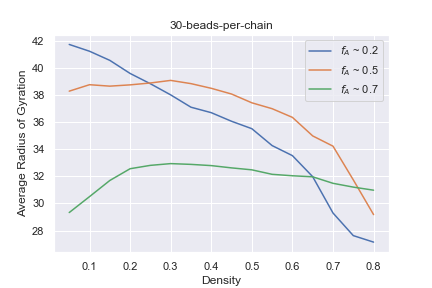 30-beads-per-chain
Average Radius of Gyration
42
40
38
36
34
32
30
28
f_A ~ 0.2
f_A ~ 0.5
f_A ~ 0.7
0.1 0.2 0.3 0.4 0.5 0.6 0.7 0.8
Density